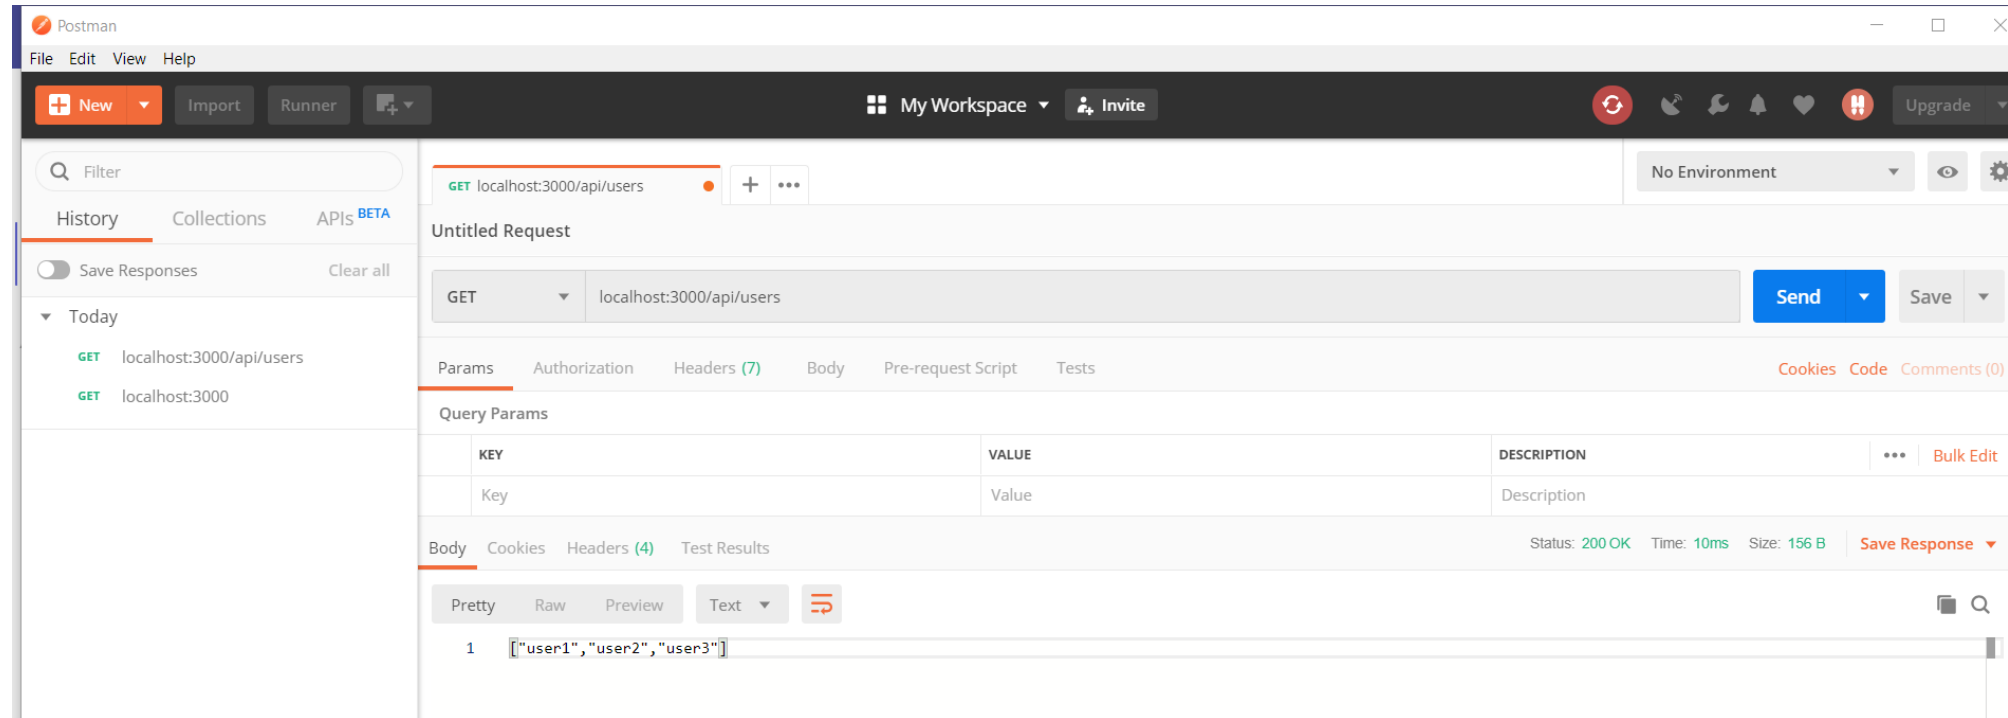 Postman
File Edit View Help
New Import Runner My Workspace Invite Upgrade
Filter
History Collections APIs BETA
Save Responses Clear all
Today
GET localhost:3000/api/users
GET localhost:3000
GET localhost:3000/api/users
No Environment
Untitled Request
GET localhost:3000/api/users Send Save
Params Authorization Headers (7) Body Pre-request Script Tests Cookies Code Comments (0)
Query Params
KEY VALUE DESCRIPTION Bulk Edit
Key Value Description
Body Cookies Headers (4) Test Results Status: 200 OK Time: 10ms Size: 156 B Save Response
Pretty Raw Preview Text
1 ["user1","user2","user3"]